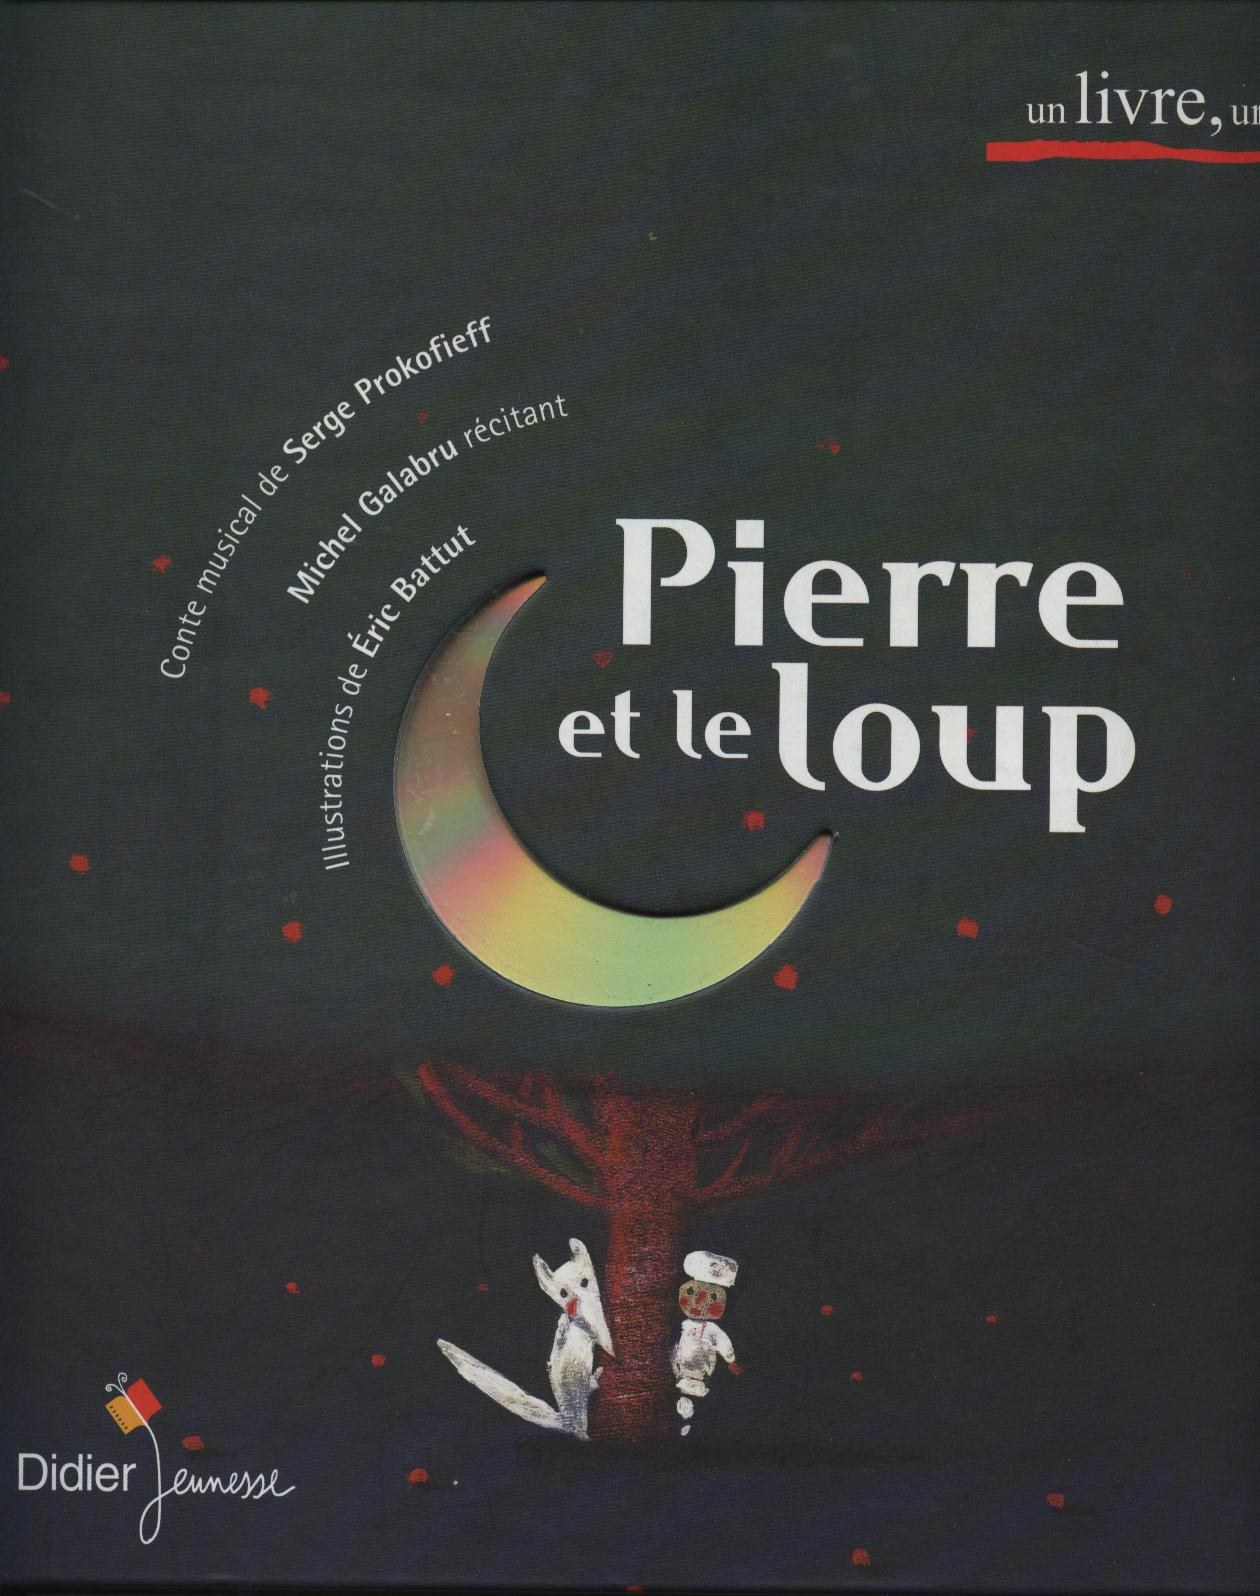 un livre, un
Conte musical de Serge Prokofieff
Michel Galabru récitant
Illustrations de Éric Battut
Pierre
et le loup
Didier Jeunesse